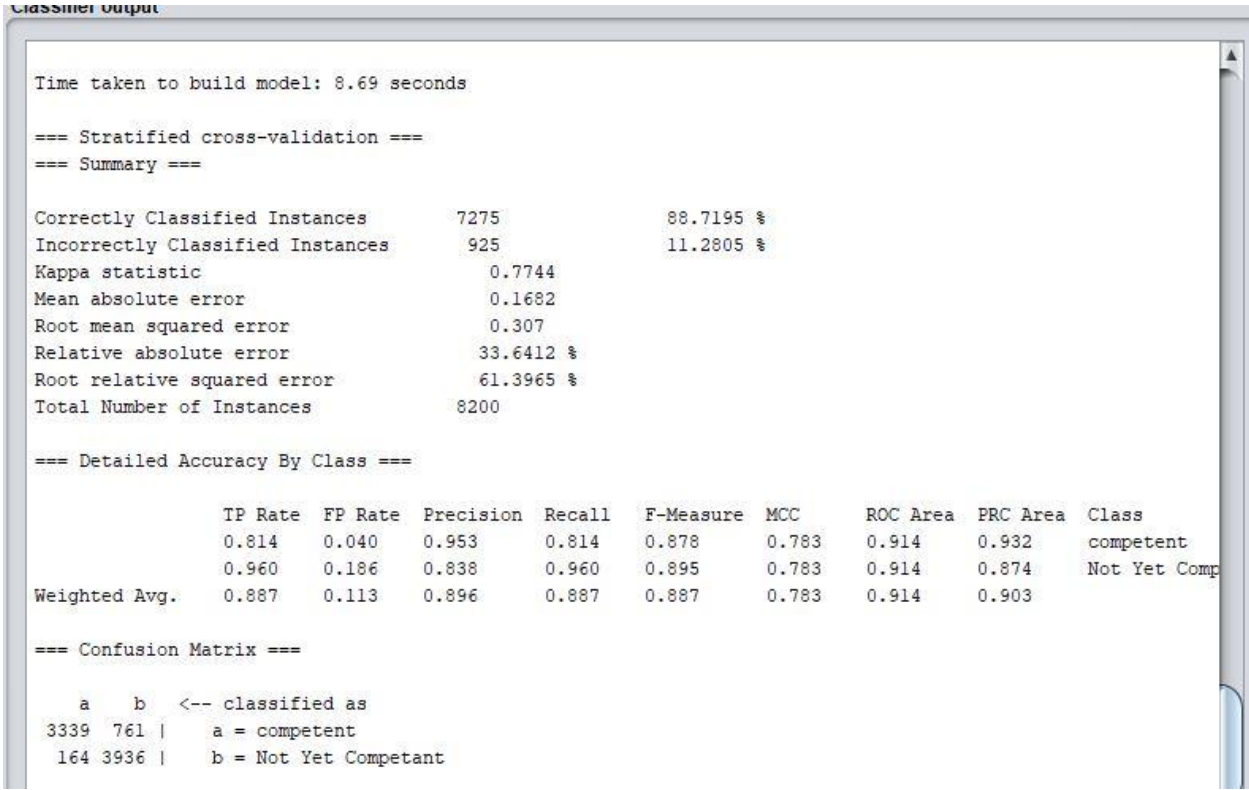 Classifier output
Time taken to build model: 8.69 seconds
=== Stratified cross-validation ===
=== Summary ===
Correctly Classified Instances 7275 88.7195 %
Incorrectly Classified Instances 925 11.2805 %
Kappa statistic 0.7744
Mean absolute error 0.1682
Root mean squared error 0.307
Relative absolute error 33.6412 %
Root relative squared error 61.3965 %
Total Number of Instances 8200
=== Detailed Accuracy By Class ===
TP Rate FP Rate Precision Recall F-Measure MCC ROC Area PRC Area Class
0.814 0.040 0.953 0.814 0.878 0.783 0.914 0.932 competent
0.960 0.186 0.838 0.960 0.895 0.783 0.914 0.874 Not Yet Comp
Weighted Avg. 0.887 0.113 0.896 0.887 0.887 0.783 0.914 0.903
=== Confusion Matrix ===
a b <-- classified as
3339 761 | a = competent
164 3936 | b = Not Yet Competant